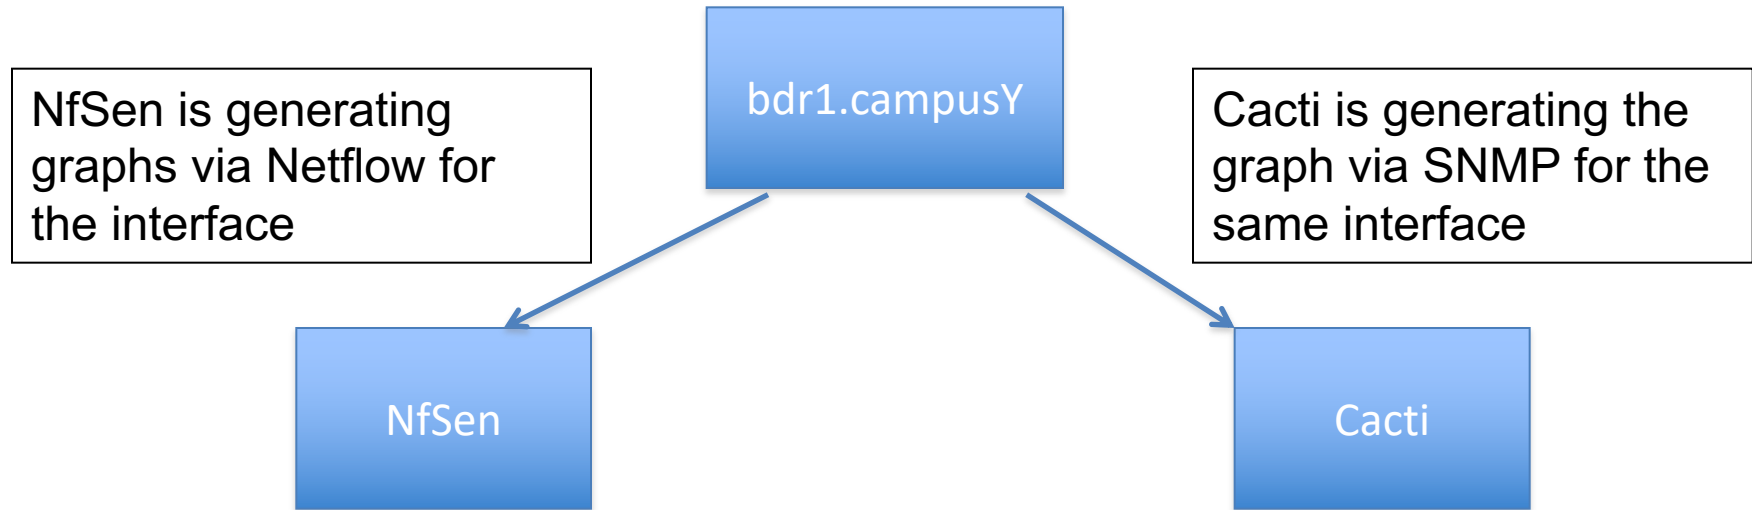 bdr1.campusY
NfSen is generating
graphs via Netflow for
the interface
Cacti is generating the
graph via SNMP for the
same interface
NfSen
Cacti